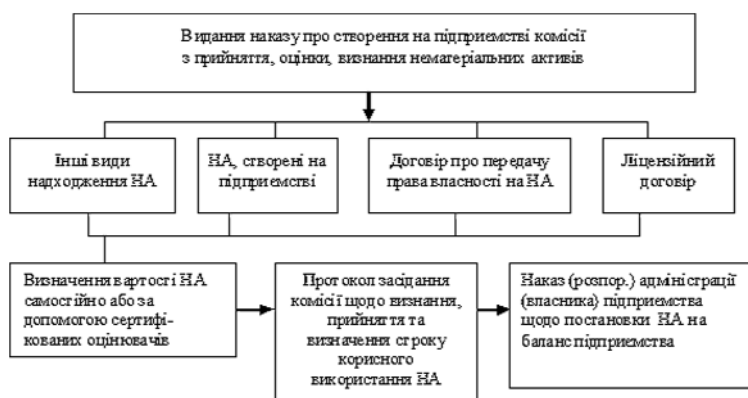 Видання наказу про створення на підприємстві комісії
з прийняття, оцінки, визнання нематеріальних активів
Інші види
надходження НА
НА, створені на
підприємстві
Договір про передачу
права власності на НА
Ліцензійний
договір
Визначення вартості НА
самостійно або за
допомогою сертифі-
кованих оцінювачів
Протокол засідання
комісії щодо визнання,
прийняття та
визначення строку
корисного
використання НА
Наказ (розпор.) адміністрації
(власника) підприємства
щодо постановки НА на
баланс підприємства